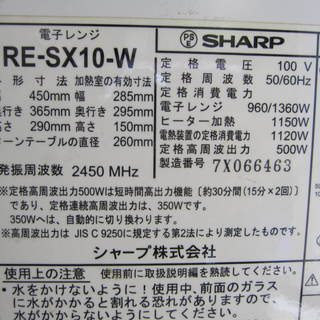 電子レンジ
RE-SX10-W
外形寸法 加熱室の有効寸法
幅 450mm 幅 285mm
奥行き 365mm 奥行き 295mm
高さ 290mm 高さ 150mm
ターンテーブルの直径 260mm
発振周波数 2450 MHz
PS
E
SHARP
定格電圧 100 V
定格周波数 50/60Hz
定格消費電力
電子レンジ 960/1360W
ヒーター加熱 1150W
電熱装置の定格消費電力 1120W
定格高周波出力 500W
製造番号 7X066463
※定格高周波出力500Wは短時間高出力機能 [約30分間(15分×2回)]
であり、定格連続高周波出力は、350Wです。
350Wへは、自動的に切り換わります。
※高周波出力は JIS C 9250に規定する第2法により測定したものです。
シャープ株式会社
使用上の注意 使用前に取扱説明書を熟読してください。
・水をかけないように!使用中、前面のガラス
に水がかかると割れる恐れがあります。